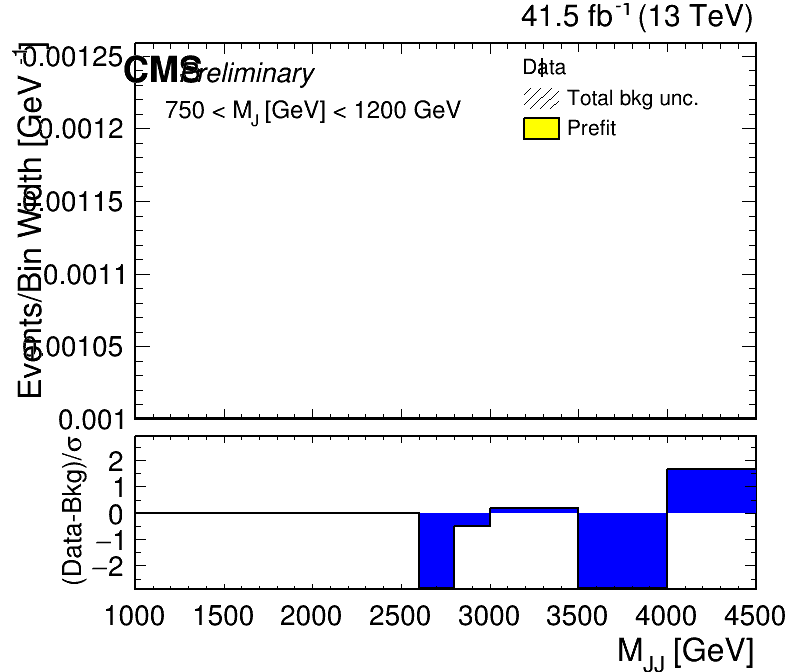 41.5 fb⁻¹ (13 TeV)
CMS Preliminary
750 < M_J [GeV] < 1200 GeV
Data
Total bkg unc.
Prefit
Events/Bin Width [GeV⁻¹]
0.00125
0.0012
0.00115
0.0011
0.00105
0.001
(Data-Bkg)/σ
2
1
0
−1
−2
1000 1500 2000 2500 3000 3500 4000 4500
M_JJ [GeV]